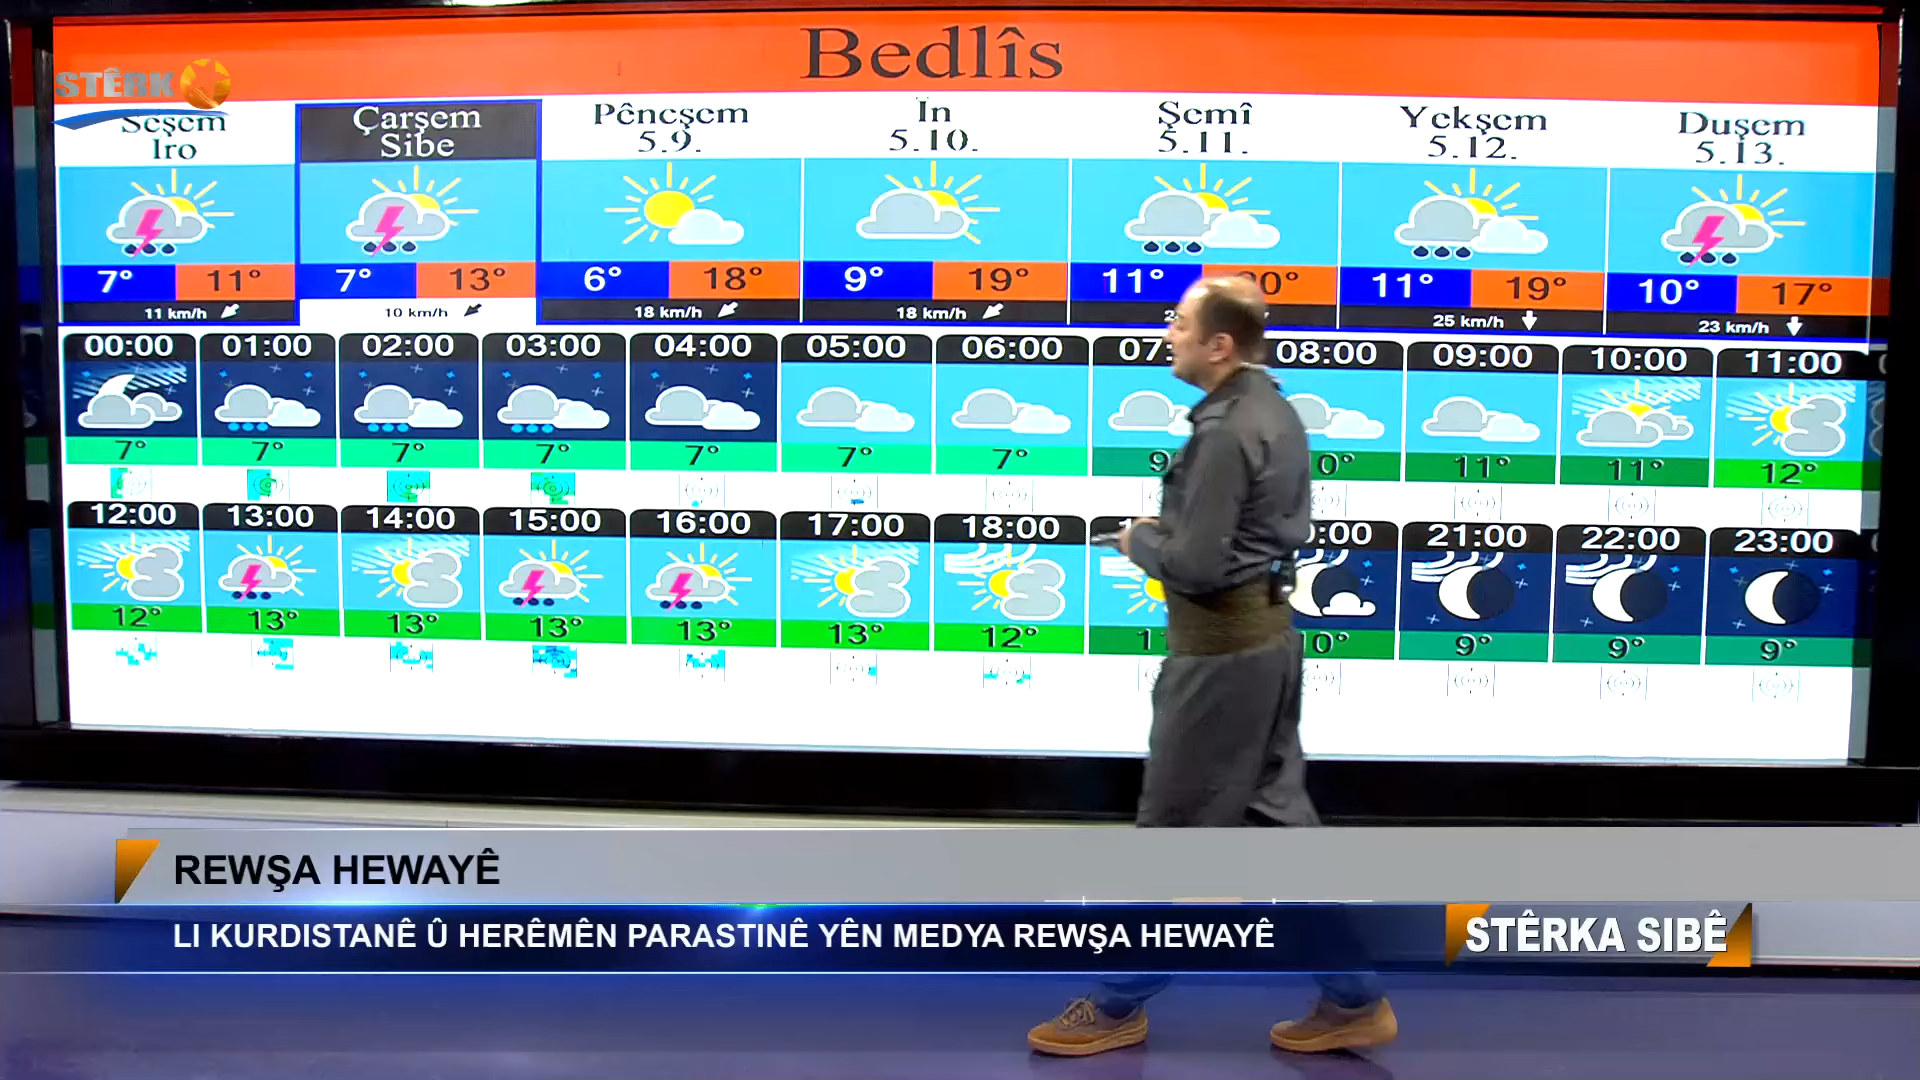 Bedlîs
STÊRK
Seşem
Iro
Çarşem
Sibe
Pêncşem
5.9.
În
5.10.
Şemî
5.11.
Yekşem
5.12.
Duşem
5.13.
7° 11° 7° 13° 6° 18° 9° 19° 11° 11° 19° 10° 17°
11 km/h 10 km/h 18 km/h 18 km/h 25 km/h 23 km/h
00:00 01:00 02:00 03:00 04:00 05:00 06:00 08:00 09:00 10:00 11:00
7° 7° 7° 7° 7° 7° 7° 11° 11° 12°
12:00 13:00 14:00 15:00 16:00 17:00 18:00 21:00 22:00 23:00
12° 13° 13° 13° 13° 13° 12° 9° 9° 9°
REWŞA HEWAYÊ
LI KURDISTANÊ Û HERÊMÊN PARASTINÊ YÊN MEDYA REWŞA HEWAYÊ
STÊRKA SIBÊ